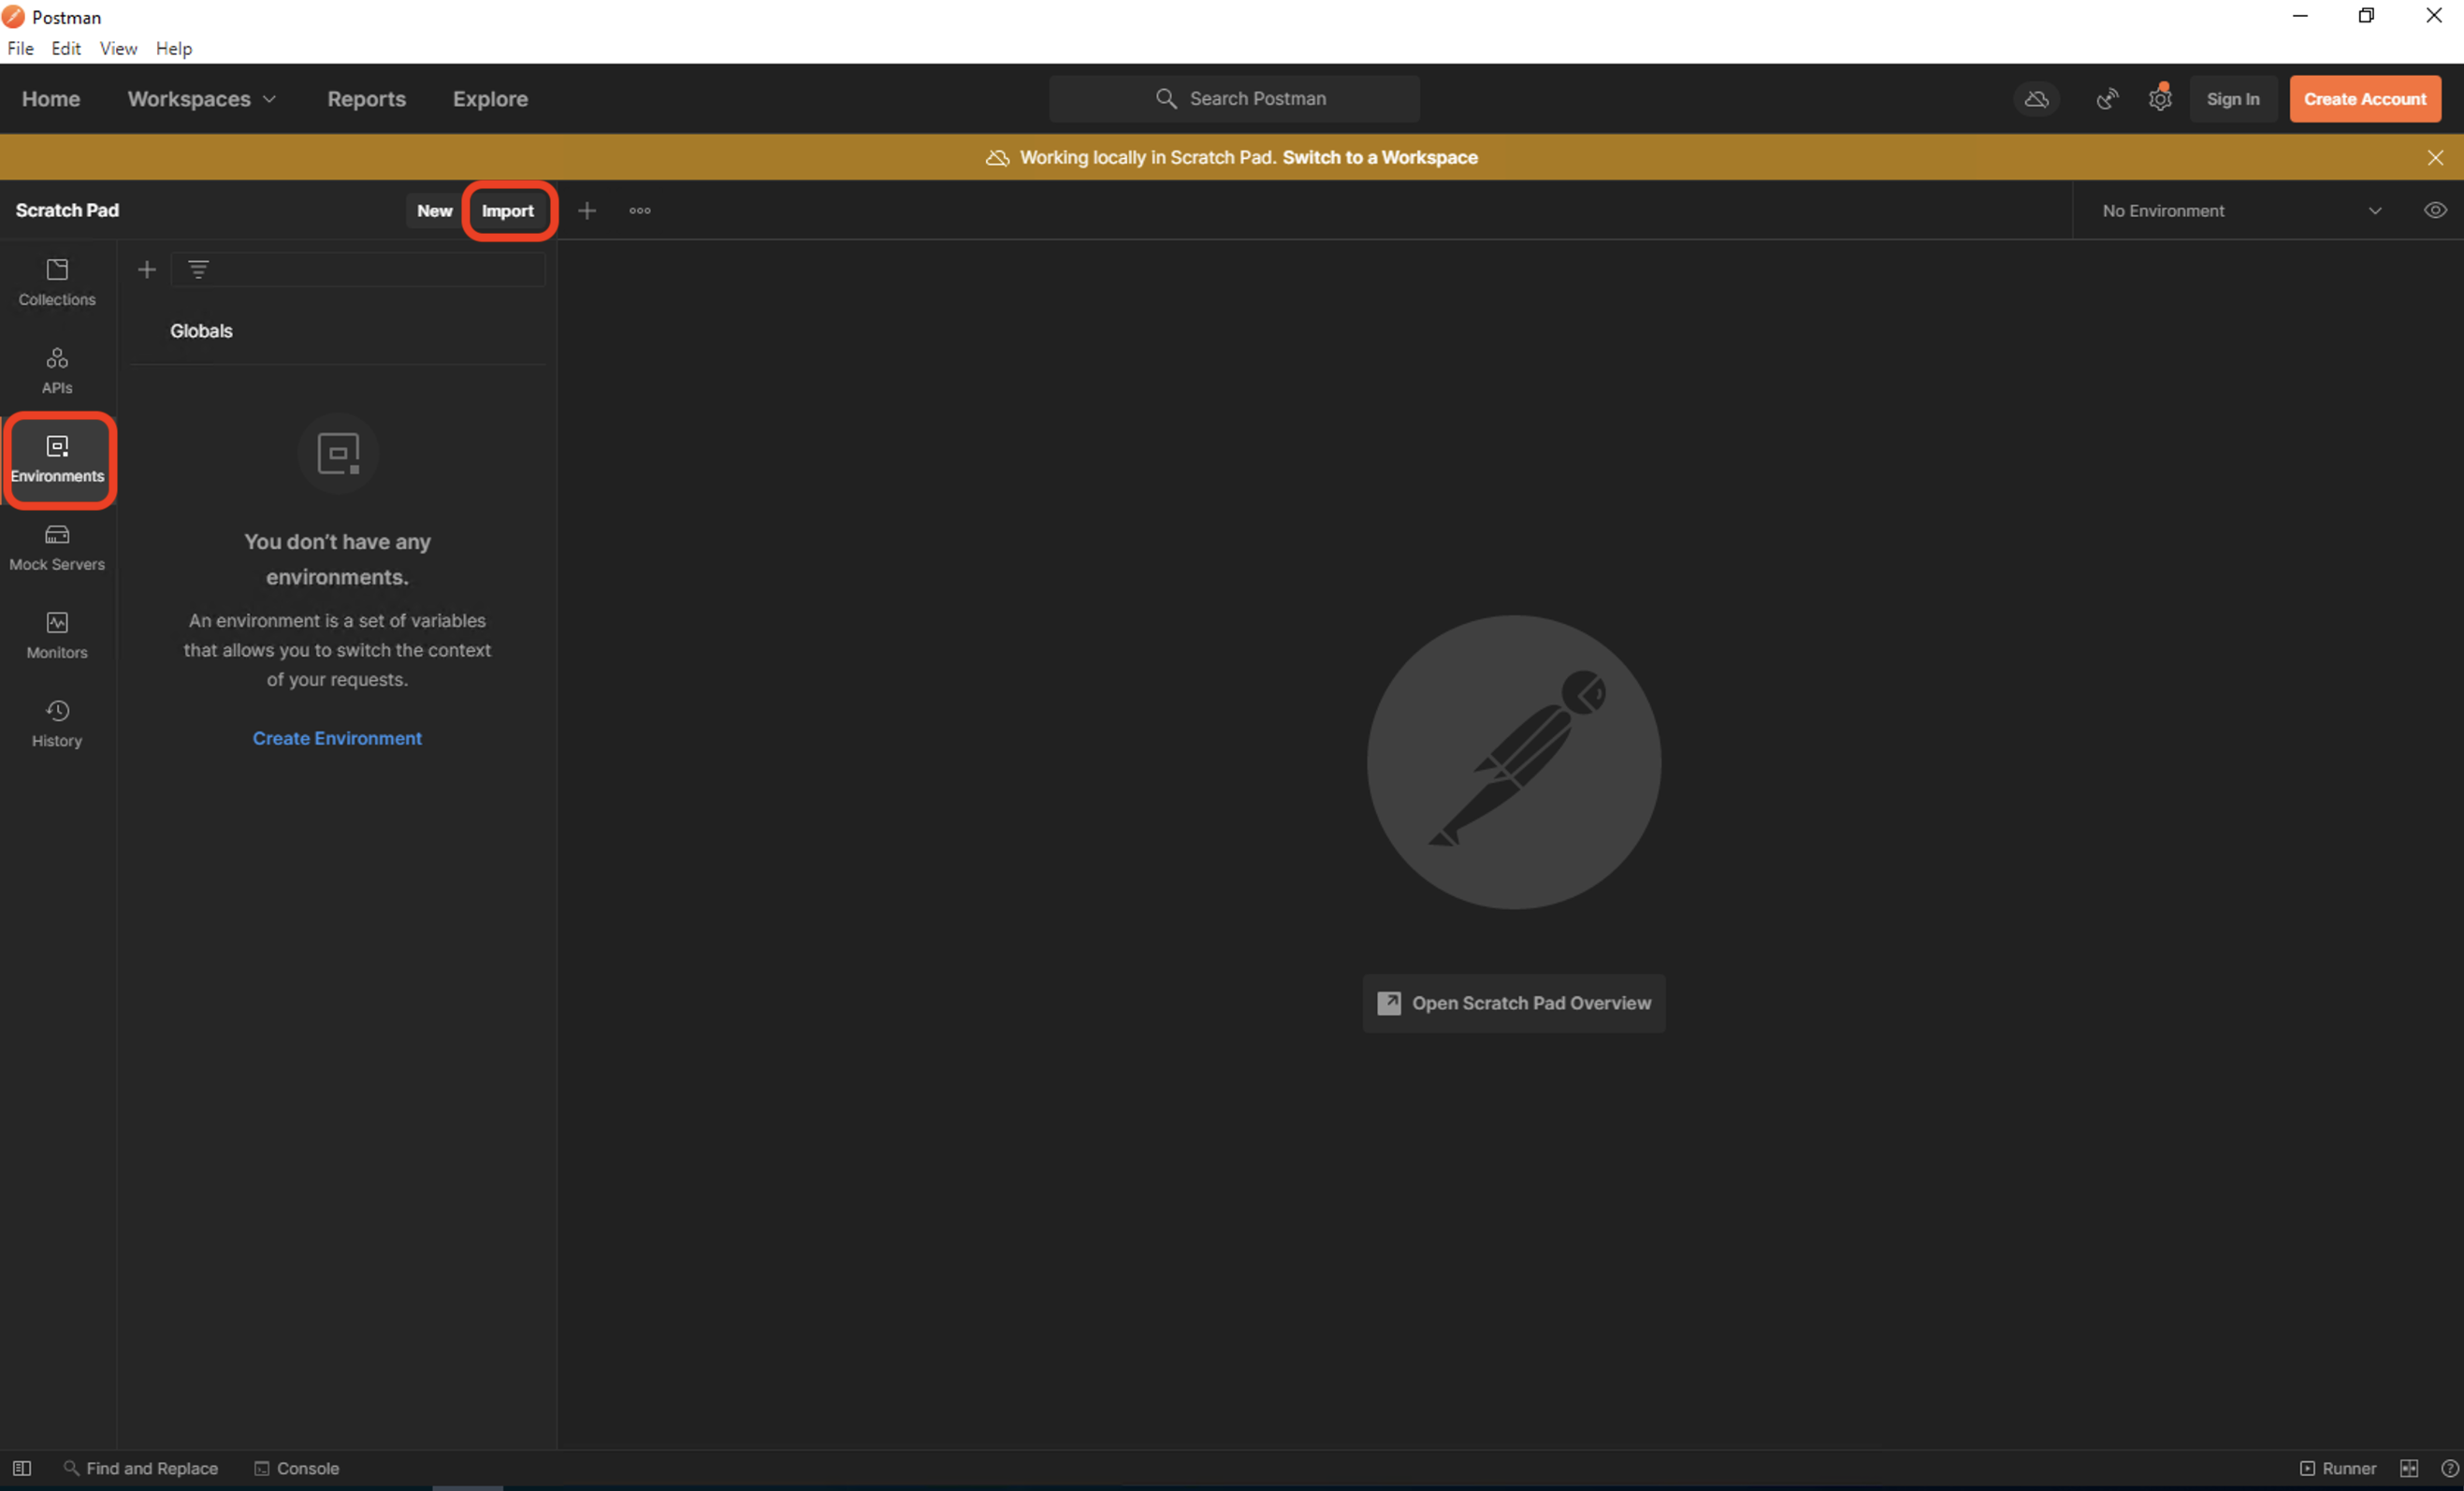 Postman
File Edit View Help
Home Workspaces Reports Explore Search Postman Sign In Create Account
Working locally in Scratch Pad. Switch to a Workspace
Scratch Pad New Import No Environment
Collections
Globals
APIs
Environments
You don't have any
environments.
Mock Servers
An environment is a set of variables
that allows you to switch the context
of your requests.
Monitors
History
Create Environment
Open Scratch Pad Overview
Find and Replace Console Runner